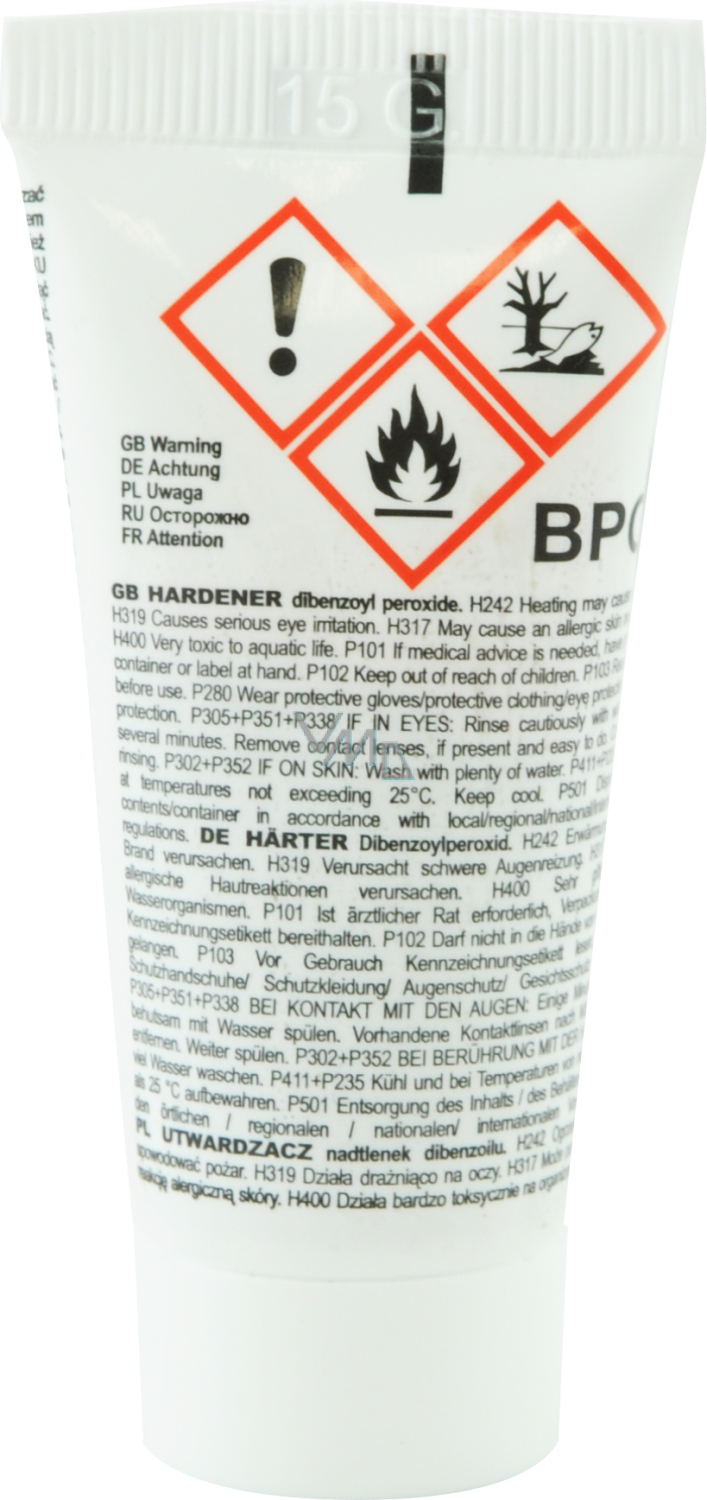 15 G
GB Warning
DE Achtung
PL Uwaga
RU Осторожно
FR Attention
BPO
GB HARDENER dibenzoyl peroxide. H242 Heating may cause
H319 Causes serious eye irritation. H317 May cause an allergic skin
H400 Very toxic to aquatic life. P101 If medical advice is needed, have
container or label at hand. P102 Keep out of reach of children. P103
before use. P280 Wear protective gloves/protective clothing/eye
protection. P305+P351+P338 IF IN EYES: Rinse cautiously with
several minutes. Remove contact lenses, if present and easy to do.
rinsing. P302+P352 IF ON SKIN: Wash with plenty of water.
at temperatures not exceeding 25°C. Keep cool. P501
contents/container in accordance with local/regional/national/
regulations. DE HÄRTER Dibenzoylperoxid. H242
Brand verursachen. H319 Verursacht schwere Augenreizung.
allergische Hautreaktionen verursachen. H400 Sehr
Wasserorganismen. P101 Ist ärztlicher Rat erforderlich,
Kennzeichnungsetikett bereithalten. P102 Darf nicht in die Hände
gelangen. P103 Vor Gebrauch Kennzeichnungsetikett
Schutzhandschuhe/ Schutzkleidung/ Augenschutz/
P305+P351+P338 BEI KONTAKT MIT DEN AUGEN: Einige
behutsam mit Wasser spülen. Vorhandene Kontaktlinsen nach
entfernen. Weiter spülen. P302+P352 BEI BERÜHRUNG MIT DER
viel Wasser waschen. P411+P235 Kühl und bei Temperaturen von
als 25 °C aufbewahren. P501 Entsorgung des Inhalts / des
den örtlichen / regionalen / nationalen/ internationalen
PL UTWARDZACZ nadtlenek dibenzoilu. H242
spowodować pożar. H319 Działa drażniąco na oczy. H317 Może
reakcję alergiczną skóry. H400 Działa bardzo toksycznie na